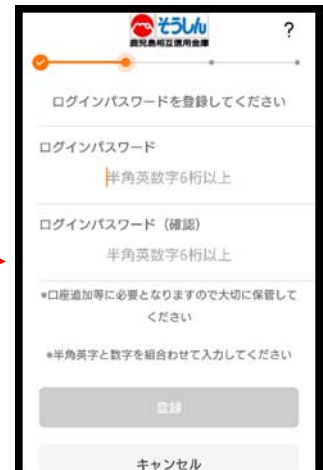 そうしん
鹿児島相互信用金庫
?
ログインパスワードを登録してください
ログインパスワード
半角英数字6桁以上
ログインパスワード（確認）
半角英数字6桁以上
*口座追加等に必要となりますので大切に保管して
ください
*半角英字と数字を組合わせて入力してください
登録
キャンセル